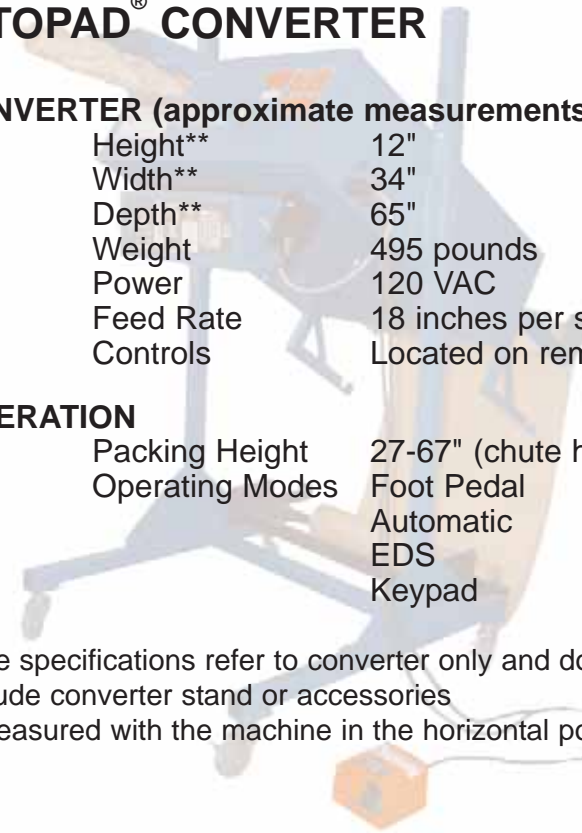 TOPAD® CONVERTER
NVERTER (approximate measurements
Height** 12"
Width** 34"
Depth** 65"
Weight 495 pounds
Power 120 VAC
Feed Rate 18 inches per s
Controls Located on ren
ERATION
Packing Height 27-67" (chute h
Operating Modes Foot Pedal
Automatic
EDS
Keypad
e specifications refer to converter only and do
ude converter stand or accessories
easured with the machine in the horizontal po